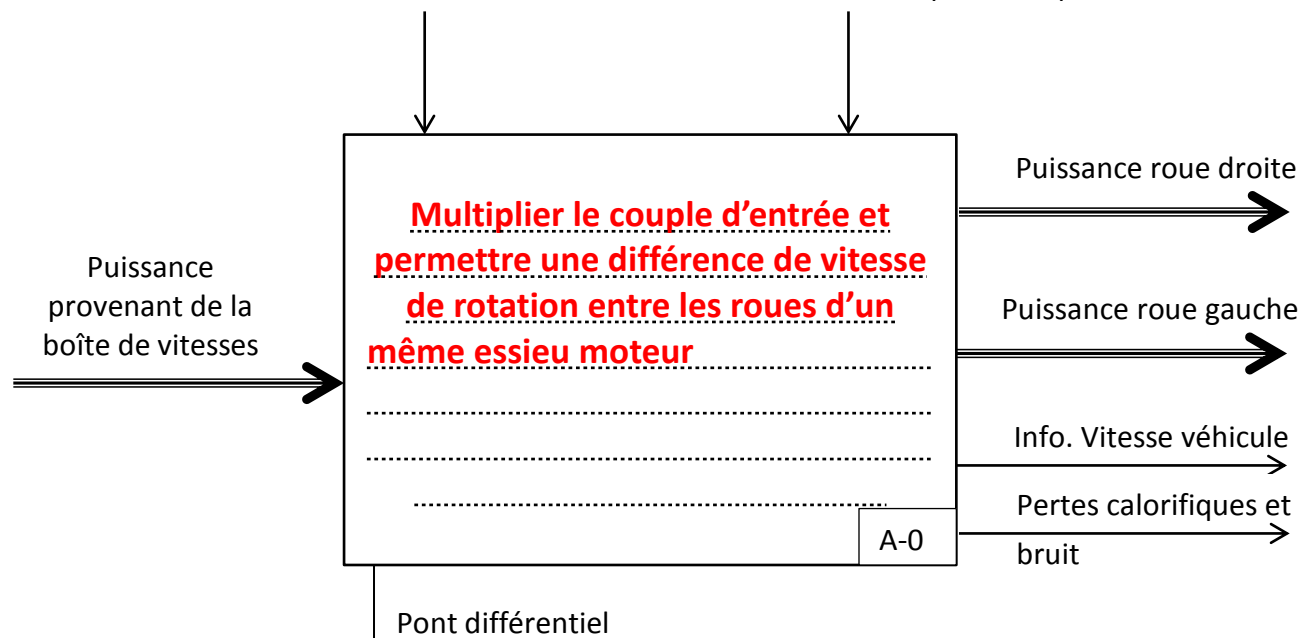 Puissance roue droite
Multiplier le couple d'entrée et
permettre une différence de vitesse
de rotation entre les roues d'un
même essieu moteur
Puissance
provenant de la
boîte de vitesses
Puissance roue gauche
Info. Vitesse véhicule
Pertes calorifiques et
bruit
A-0
Pont différentiel